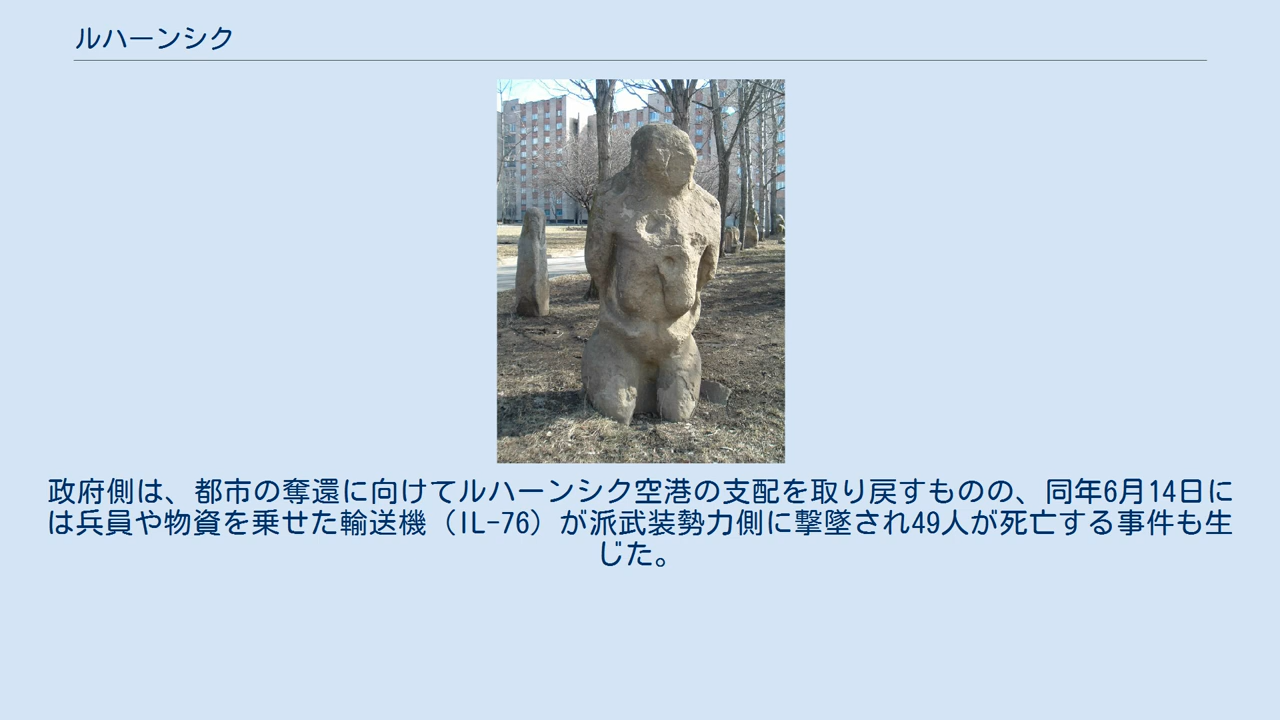 ルハーンシク
政府側は、都市の奪還に向けてルハーンシク空港の支配を取り戻すものの、同年6月14日に
は兵員や物資を乗せた輸送機（IL-76）が派武装勢力側に撃墜され49人が死亡する事件も生
じた。